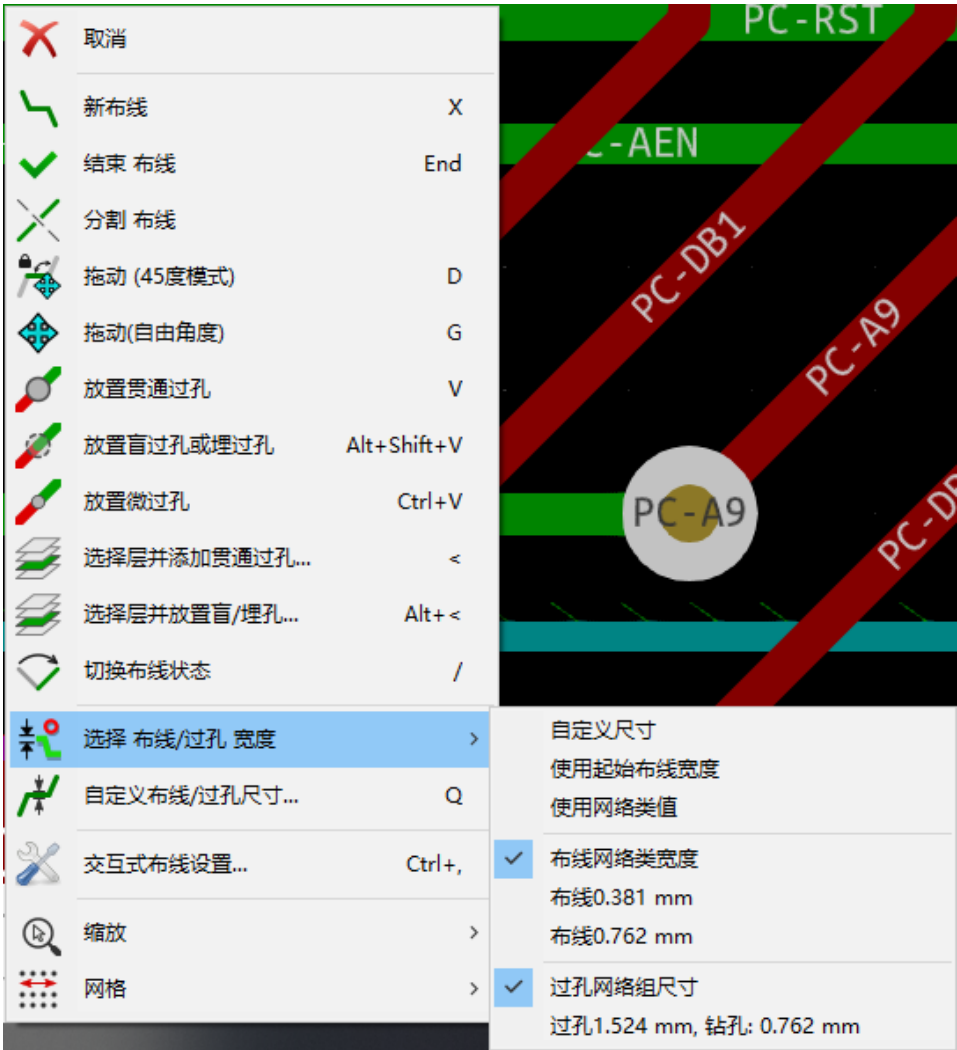 取消
新布线 X
结束 布线 End
分割 布线
拖动 (45度模式) D
拖动(自由角度) G
放置贯通过孔 V
放置盲过孔或埋过孔 Alt+Shift+V
放置微过孔 Ctrl+V
选择层并添加贯通过孔... <
选择层并放置盲/埋孔... Alt+<
切换布线状态 /
选择 布线/过孔 宽度
自定义布线/过孔尺寸... Q
交互式布线设置... Ctrl+,
缩放
网格
自定义尺寸
使用起始布线宽度
使用网络类值
布线网络类宽度
布线0.381 mm
布线0.762 mm
过孔网络组尺寸
过孔1.524 mm, 钻孔: 0.762 mm
PC-RST
-AEN
PC-DB1
PC-A9
PC-A9
PC-D